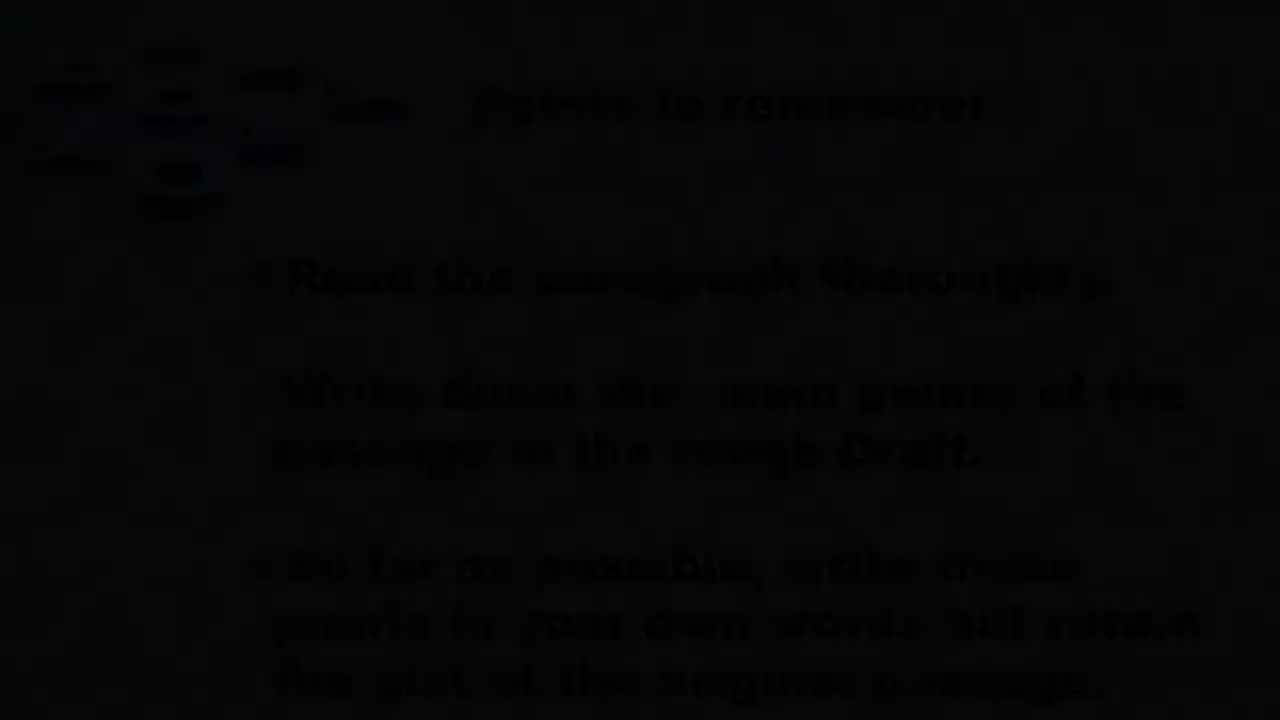 Points to remember
Read the paragraph thoroughly.
Write down the main points of the
passage in the rough Draft.
So far as possible, write these
points in your own words but retain
the gist of the original passage.